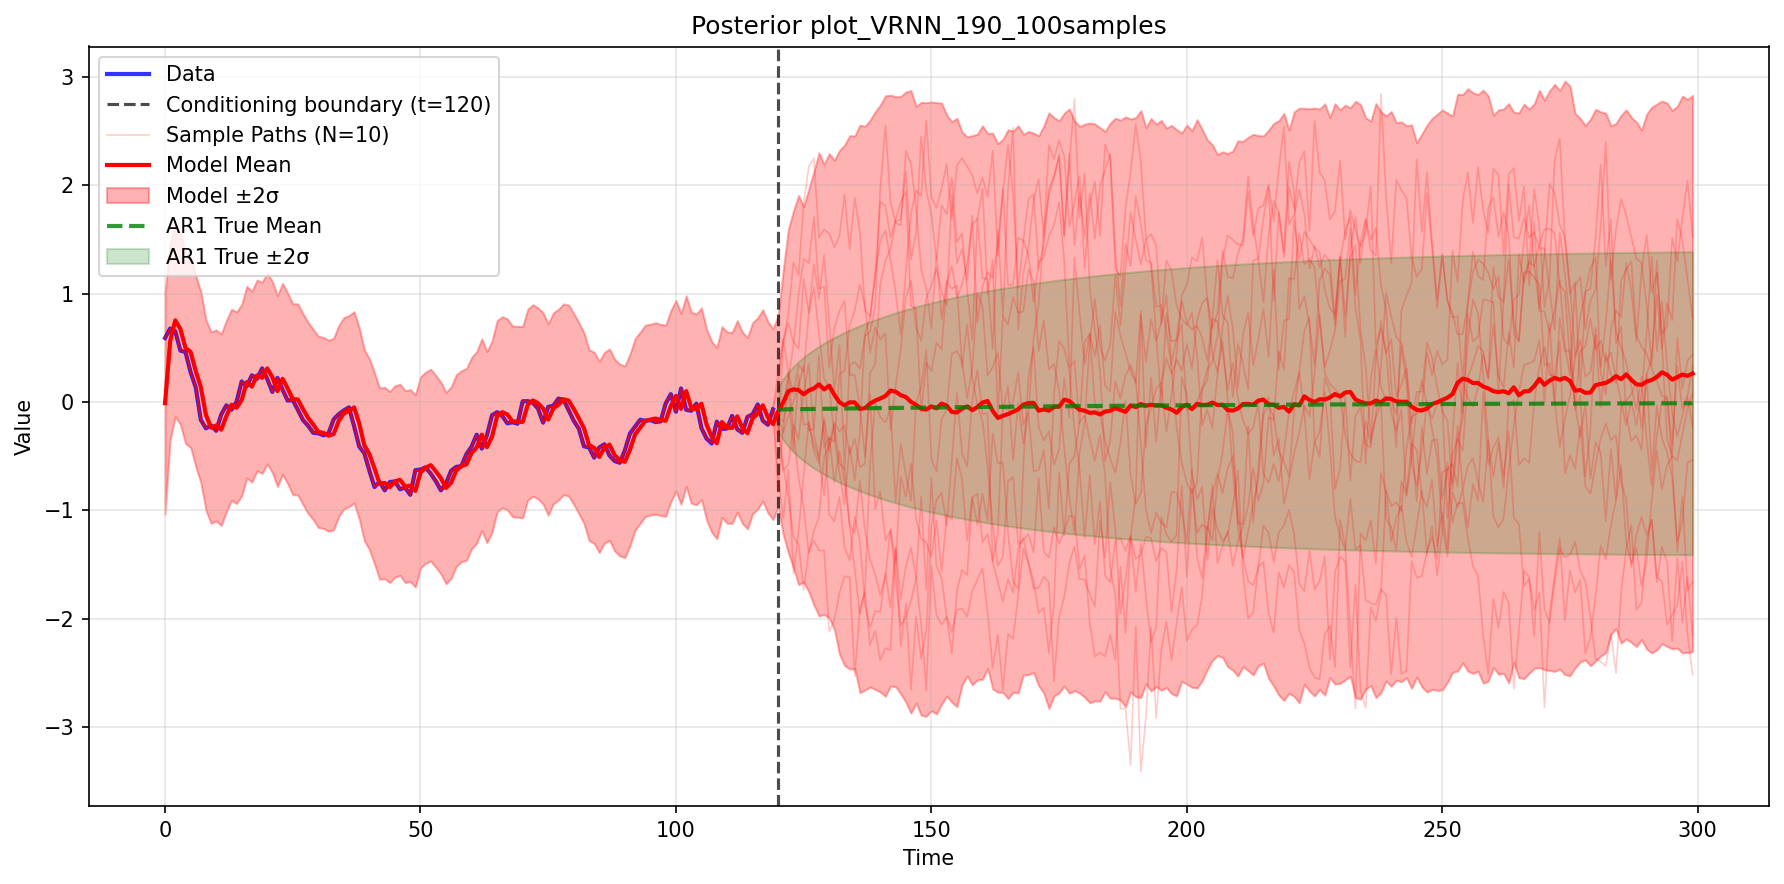 Posterior plot_VRNN_190_100samples
Data
Conditioning boundary (t=120)
Sample Paths (N=10)
Model Mean
Model ±2σ
AR1 True Mean
AR1 True ±2σ
3
2
1
0
−1
−2
−3
Value
0
50
100
150
200
250
300
Time